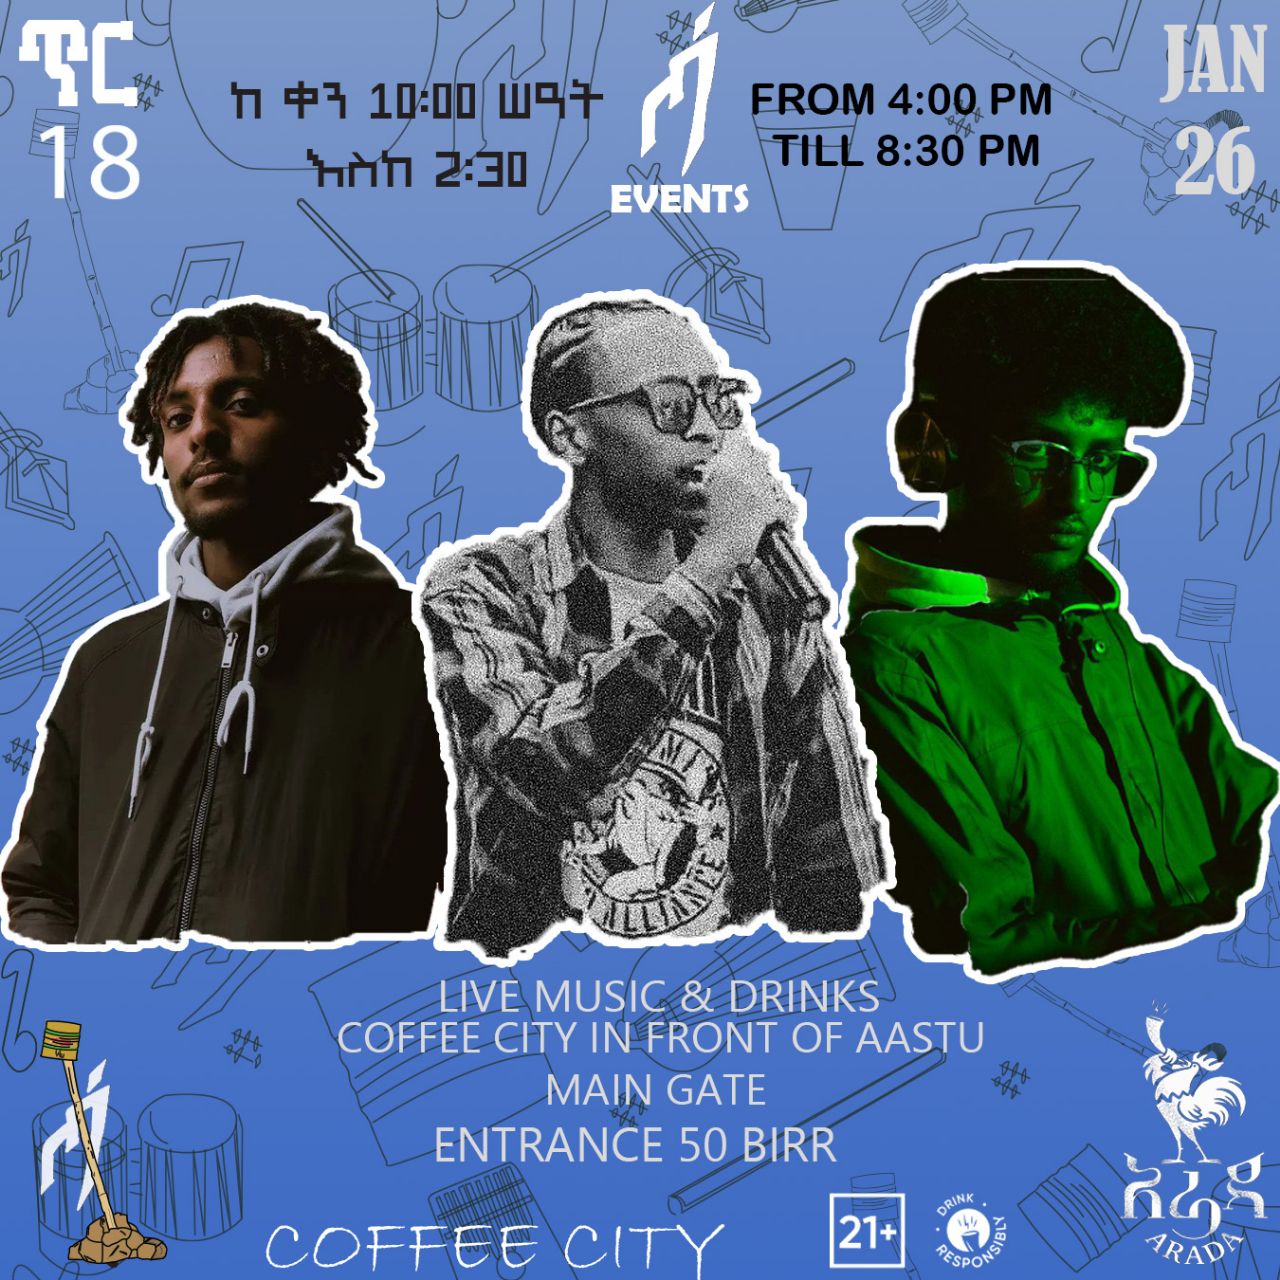 ጥር
18
ከ ቀን 10:00 ሠዓት
እስከ 2:30
EVENTS
FROM 4:00 PM
TILL 8:30 PM
JAN
26
ALLIANCE
LIVE MUSIC & DRINKS
COFFEE CITY IN FRONT OF AASTU
MAIN GATE
ENTRANCE 50 BIRR
COFFEE CITY
21+
DRINK
RESPONSIBLY
አራዳ
ARADA